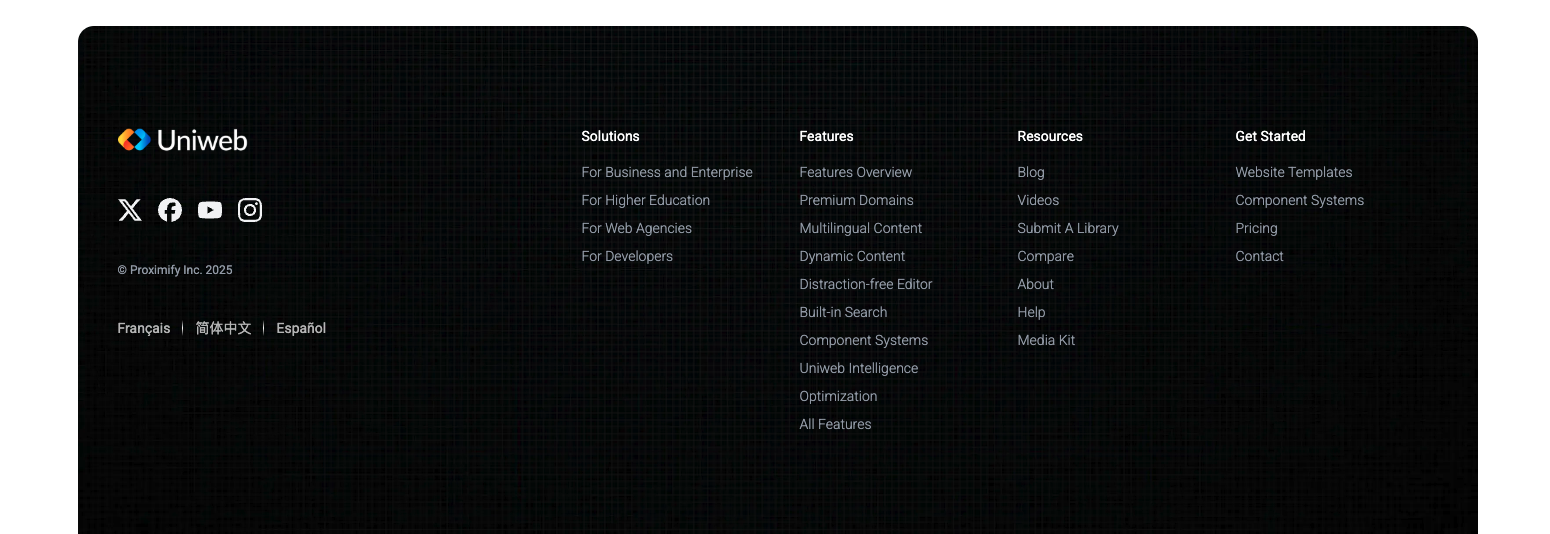 Uniweb
© Proximify Inc. 2025
Français
简体中文
Español
Solutions
For Business and Enterprise
For Higher Education
For Web Agencies
For Developers
Features
Features Overview
Premium Domains
Multilingual Content
Dynamic Content
Distraction-free Editor
Built-in Search
Component Systems
Uniweb Intelligence
Optimization
All Features
Resources
Blog
Videos
Submit A Library
Compare
About
Help
Media Kit
Get Started
Website Templates
Component Systems
Pricing
Contact